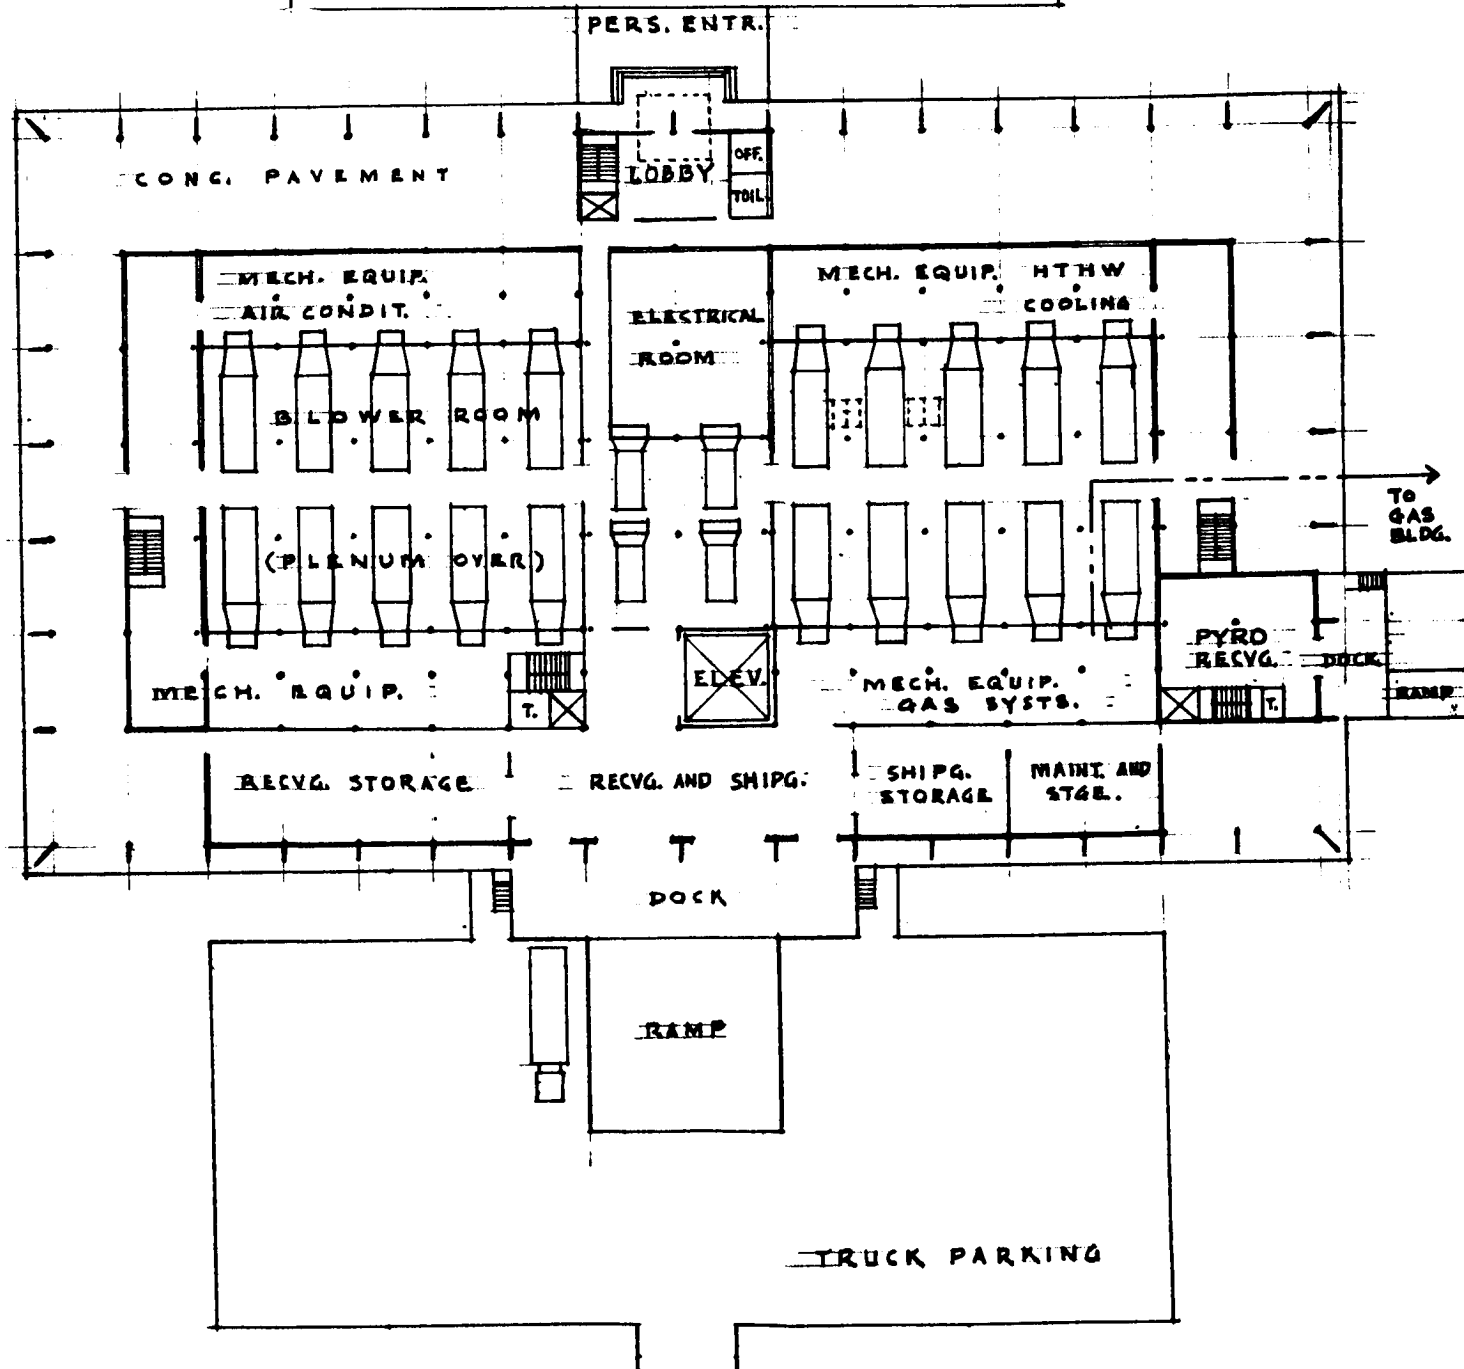 PERS. ENTR.
OFF.
LOBBY
TOIL.
CONC. PAVEMENT
MECH. EQUIP.
AIR CONDIT.
ELECTRICAL
ROOM
MECH. EQUIP. HTHW
COOLING
BLOWER ROOM
(PLENUM OVER)
TO
GAS
BLDG.
MECH. EQUIP.
T.
ELEV.
MECH. EQUIP.
GAS SYSTS.
PYRO
RECVG.
T.
DOCK
RAMP
RECVG. STORAGE
RECVG. AND SHIPG.
SHIPG.
STORAGE
MAINT. AND
STGE.
DOCK
RAMP
TRUCK PARKING